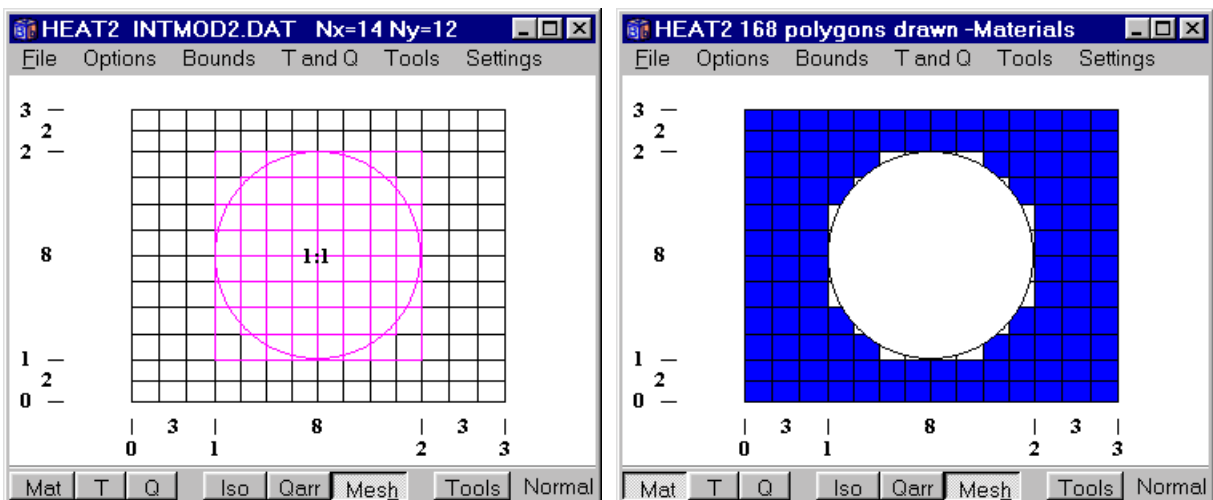 HEAT2 INTMOD2.DAT Nx=14 Ny=12
File Options Bounds T and Q Tools Settings
3
2
2
8
1:1
1
2
0
3 8 3
0 1 2 3
Mat T Q Iso Qarr Mesh Tools Normal
HEAT2 168 polygons drawn -Materials
File Options Bounds T and Q Tools Settings
3
2
2
8
1
2
0
3 8 3
0 1 2 3
Mat T Q Iso Qarr Mesh Tools Normal